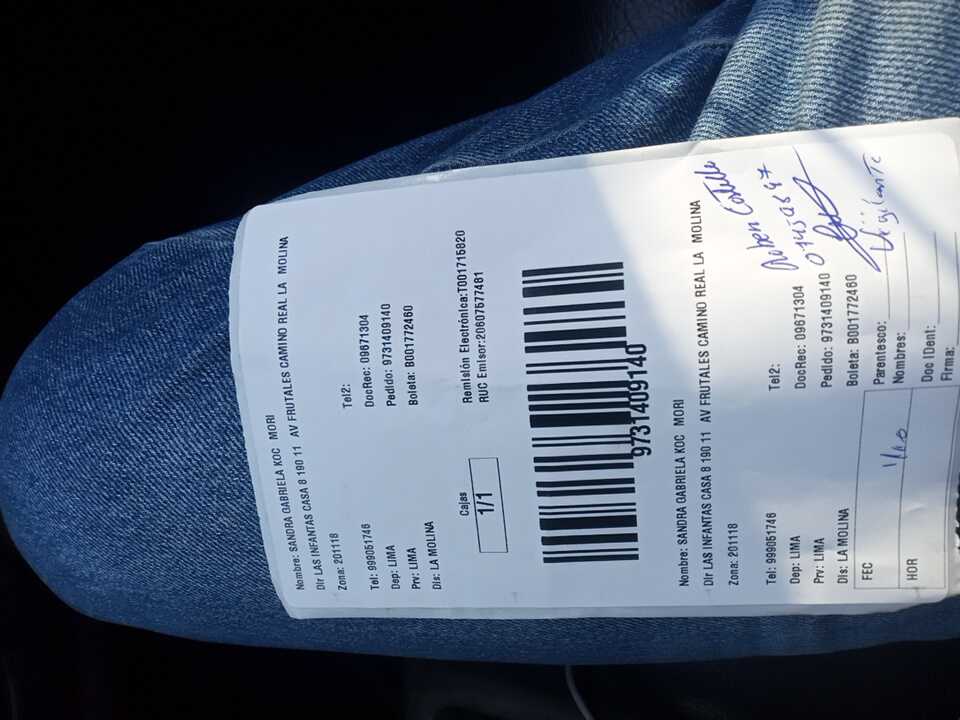 Nombre: SANDRA GABRIELA KOC MORI
Dir LAS INFANTAS CASA 8 190 11 AV FRUTALES CAMINO REAL LA MOLINA
Zona: 201118
Tel: 999051746 Tel2:
Dep: LIMA DocRec: 09671304
Prv: LIMA Pedido: 9731409140
Dis: LA MOLINA Boleta: B001772460
Cajas
1/1
Remisión Electrónica:T001715820
RUC Emisor:20607577481
9731409140
Nombre: SANDRA GABRIELA KOC MORI
Dir LAS INFANTAS CASA 8 190 11 AV FRUTALES CAMINO REAL LA MOLINA
Zona: 201118
Tel: 999051746 Tel2:
Dep: LIMA DocRec: 09671304
Prv: LIMA Pedido: 9731409140
Dis: LA MOLINA Boleta: B001772460
FEC
HOR
Parentesco:
Nombres:
Doc IDent:
Firma:
Vigilante